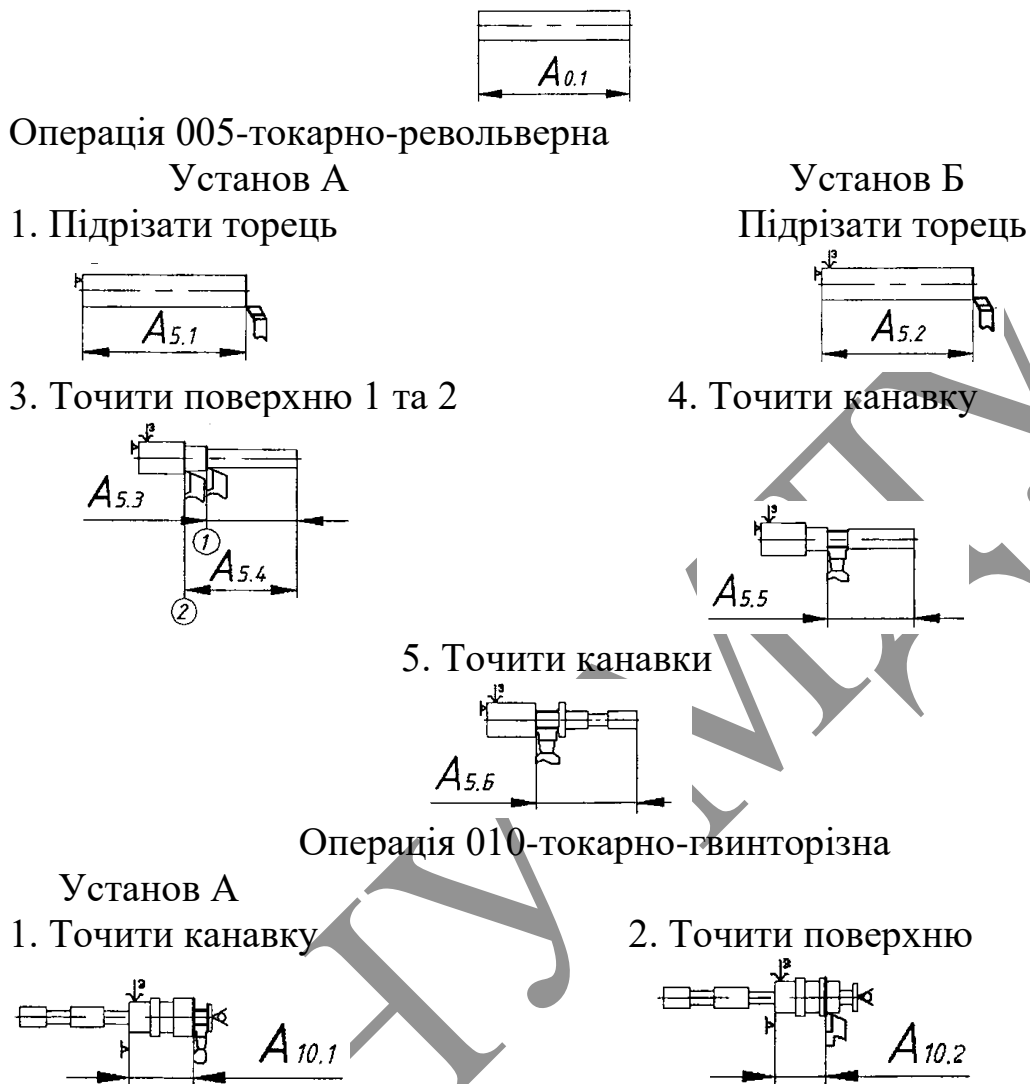 A0.1
Операція 005-токарно-револьверна
Установ А Установ Б
1. Підрізати торець Підрізати торець
з
A5.1 A5.2
3. Точити поверхню 1 та 2 4. Точити канавку
з
A5.3
1
з
A5.4
A5.5
2
5. Точити канавки
з
A5.6
Операція 010-токарно-гвинторізна
Установ А
1. Точити канавку 2. Точити поверхню
з з
A10.1 A10.2